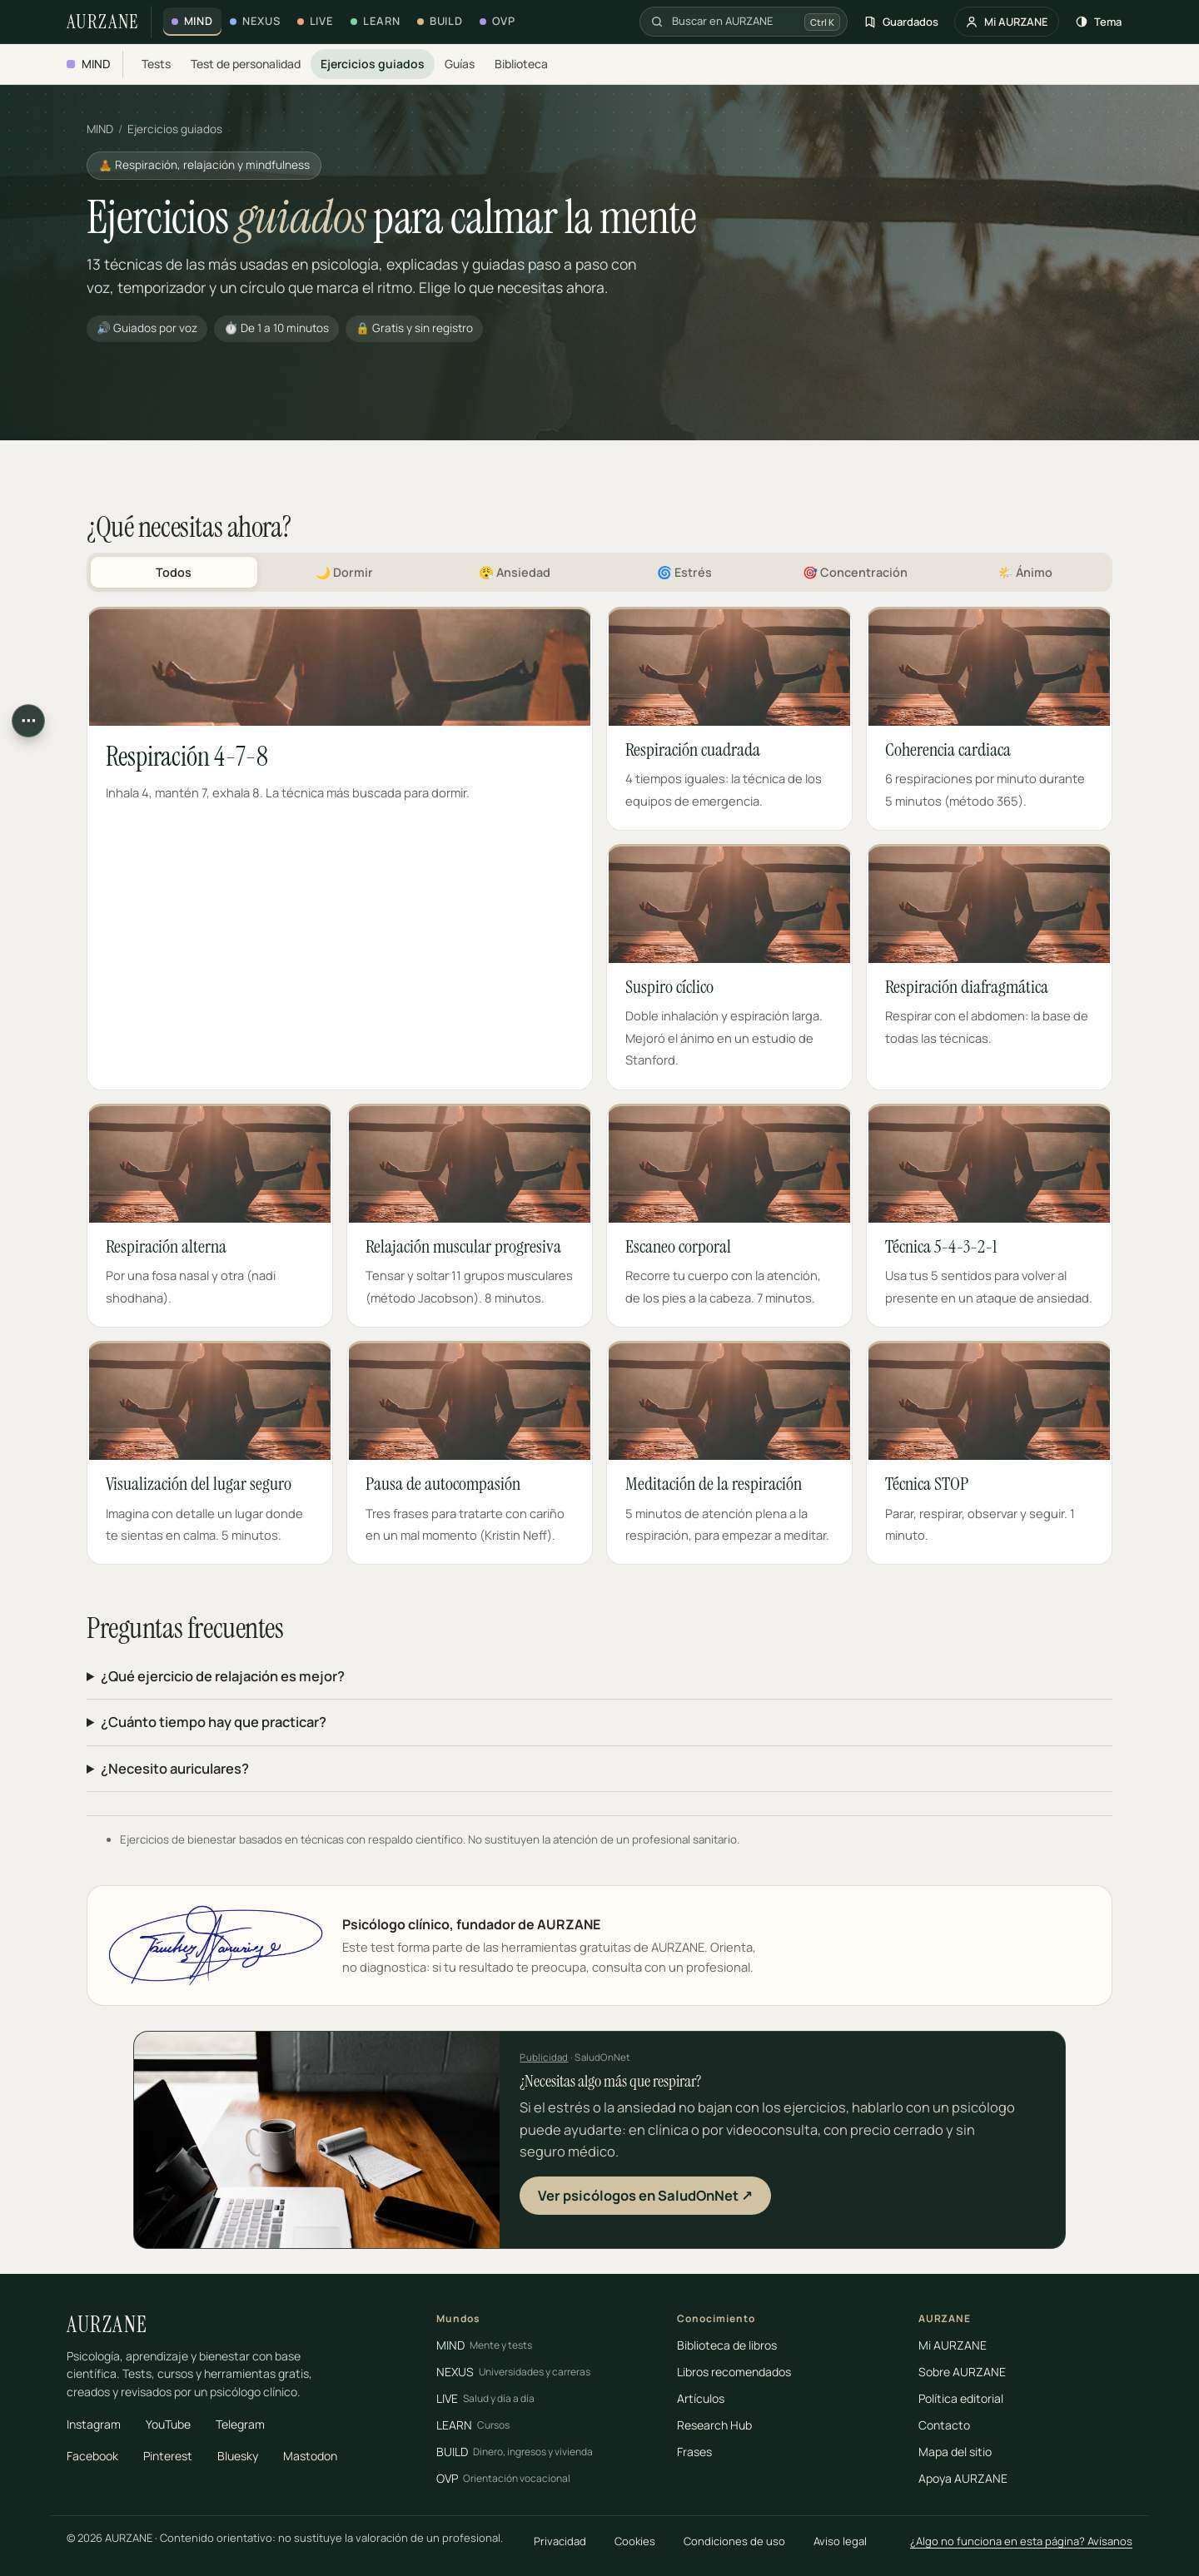 AURZANE
MIND
NEXUS
LIVE
LEARN
BUILD
OVP
Buscar en AURZANE
Ctrl K
Guardados
Mi AURZANE
Tema
MIND
Tests
Test de personalidad
Ejercicios guiados
Guías
Biblioteca
MIND / Ejercicios guiados
Respiración, relajación y mindfulness
Ejercicios guiados para calmar la mente
13 técnicas de las más usadas en psicología, explicadas y guiadas paso a paso con
voz, temporizador y un círculo que marca el ritmo. Elige lo que necesitas ahora.
Guiados por voz
De 1 a 10 minutos
Gratis y sin registro
¿Qué necesitas ahora?
Todos
Dormir
Ansiedad
Estrés
Concentración
Ánimo
Respiración 4-7-8
Inhala 4, mantén 7, exhala 8. La técnica más buscada para dormir.
Respiración cuadrada
4 tiempos iguales: la técnica de los
equipos de emergencia.
Coherencia cardiaca
6 respiraciones por minuto durante
5 minutos (método 365).
Suspiro cíclico
Doble inhalación y espiración larga.
Mejoró el ánimo en un estudio de
Stanford.
Respiración diafragmática
Respirar con el abdomen: la base de
todas las técnicas.
Respiración alterna
Por una fosa nasal y otra (nadi
shodhana).
Relajación muscular progresiva
Tensar y soltar 11 grupos musculares
(método Jacobson). 8 minutos.
Escaneo corporal
Recorre tu cuerpo con la atención,
de los pies a la cabeza. 7 minutos.
Técnica 5-4-3-2-1
Usa tus 5 sentidos para volver al
presente en un ataque de ansiedad.
Visualización del lugar seguro
Imagina con detalle un lugar donde
te sientas en calma. 5 minutos.
Pausa de autocompasión
Tres frases para tratarte con cariño
en un mal momento (Kristin Neff).
Meditación de la respiración
5 minutos de atención plena a la
respiración, para empezar a meditar.
Técnica STOP
Parar, respirar, observar y seguir. 1
minuto.
Preguntas frecuentes
¿Qué ejercicio de relajación es mejor?
¿Cuánto tiempo hay que practicar?
¿Necesito auriculares?
Ejercicios de bienestar basados en técnicas con respaldo científico. No sustituyen la atención de un profesional sanitario.
Psicólogo clínico, fundador de AURZANE
Este test forma parte de las herramientas gratuitas de AURZANE. Orienta,
no diagnostica: si tu resultado te preocupa, consulta con un profesional.
Publicidad · SaludOnNet
¿Necesitas algo más que respirar?
Si el estrés o la ansiedad no bajan con los ejercicios, hablarlo con un psicólogo
puede ayudarte: en clínica o por videoconsulta, con precio cerrado y sin
seguro médico.
Ver psicólogos en SaludOnNet ↗
AURZANE
Psicología, aprendizaje y bienestar con base
científica. Tests, cursos y herramientas gratis,
creados y revisados por un psicólogo clínico.
Instagram
YouTube
Telegram
Facebook
Pinterest
Bluesky
Mastodon
Mundos
MIND Mente y tests
NEXUS Universidades y carreras
LIVE Salud y día a día
LEARN Cursos
BUILD Dinero, ingresos y vivienda
OVP Orientación vocacional
Conocimiento
Biblioteca de libros
Libros recomendados
Artículos
Research Hub
Frases
AURZANE
Mi AURZANE
Sobre AURZANE
Política editorial
Contacto
Mapa del sitio
Apoya AURZANE
© 2026 AURZANE · Contenido orientativo: no sustituye la valoración de un profesional.
Privacidad
Cookies
Condiciones de uso
Aviso legal
¿Algo no funciona en esta página? Avísanos